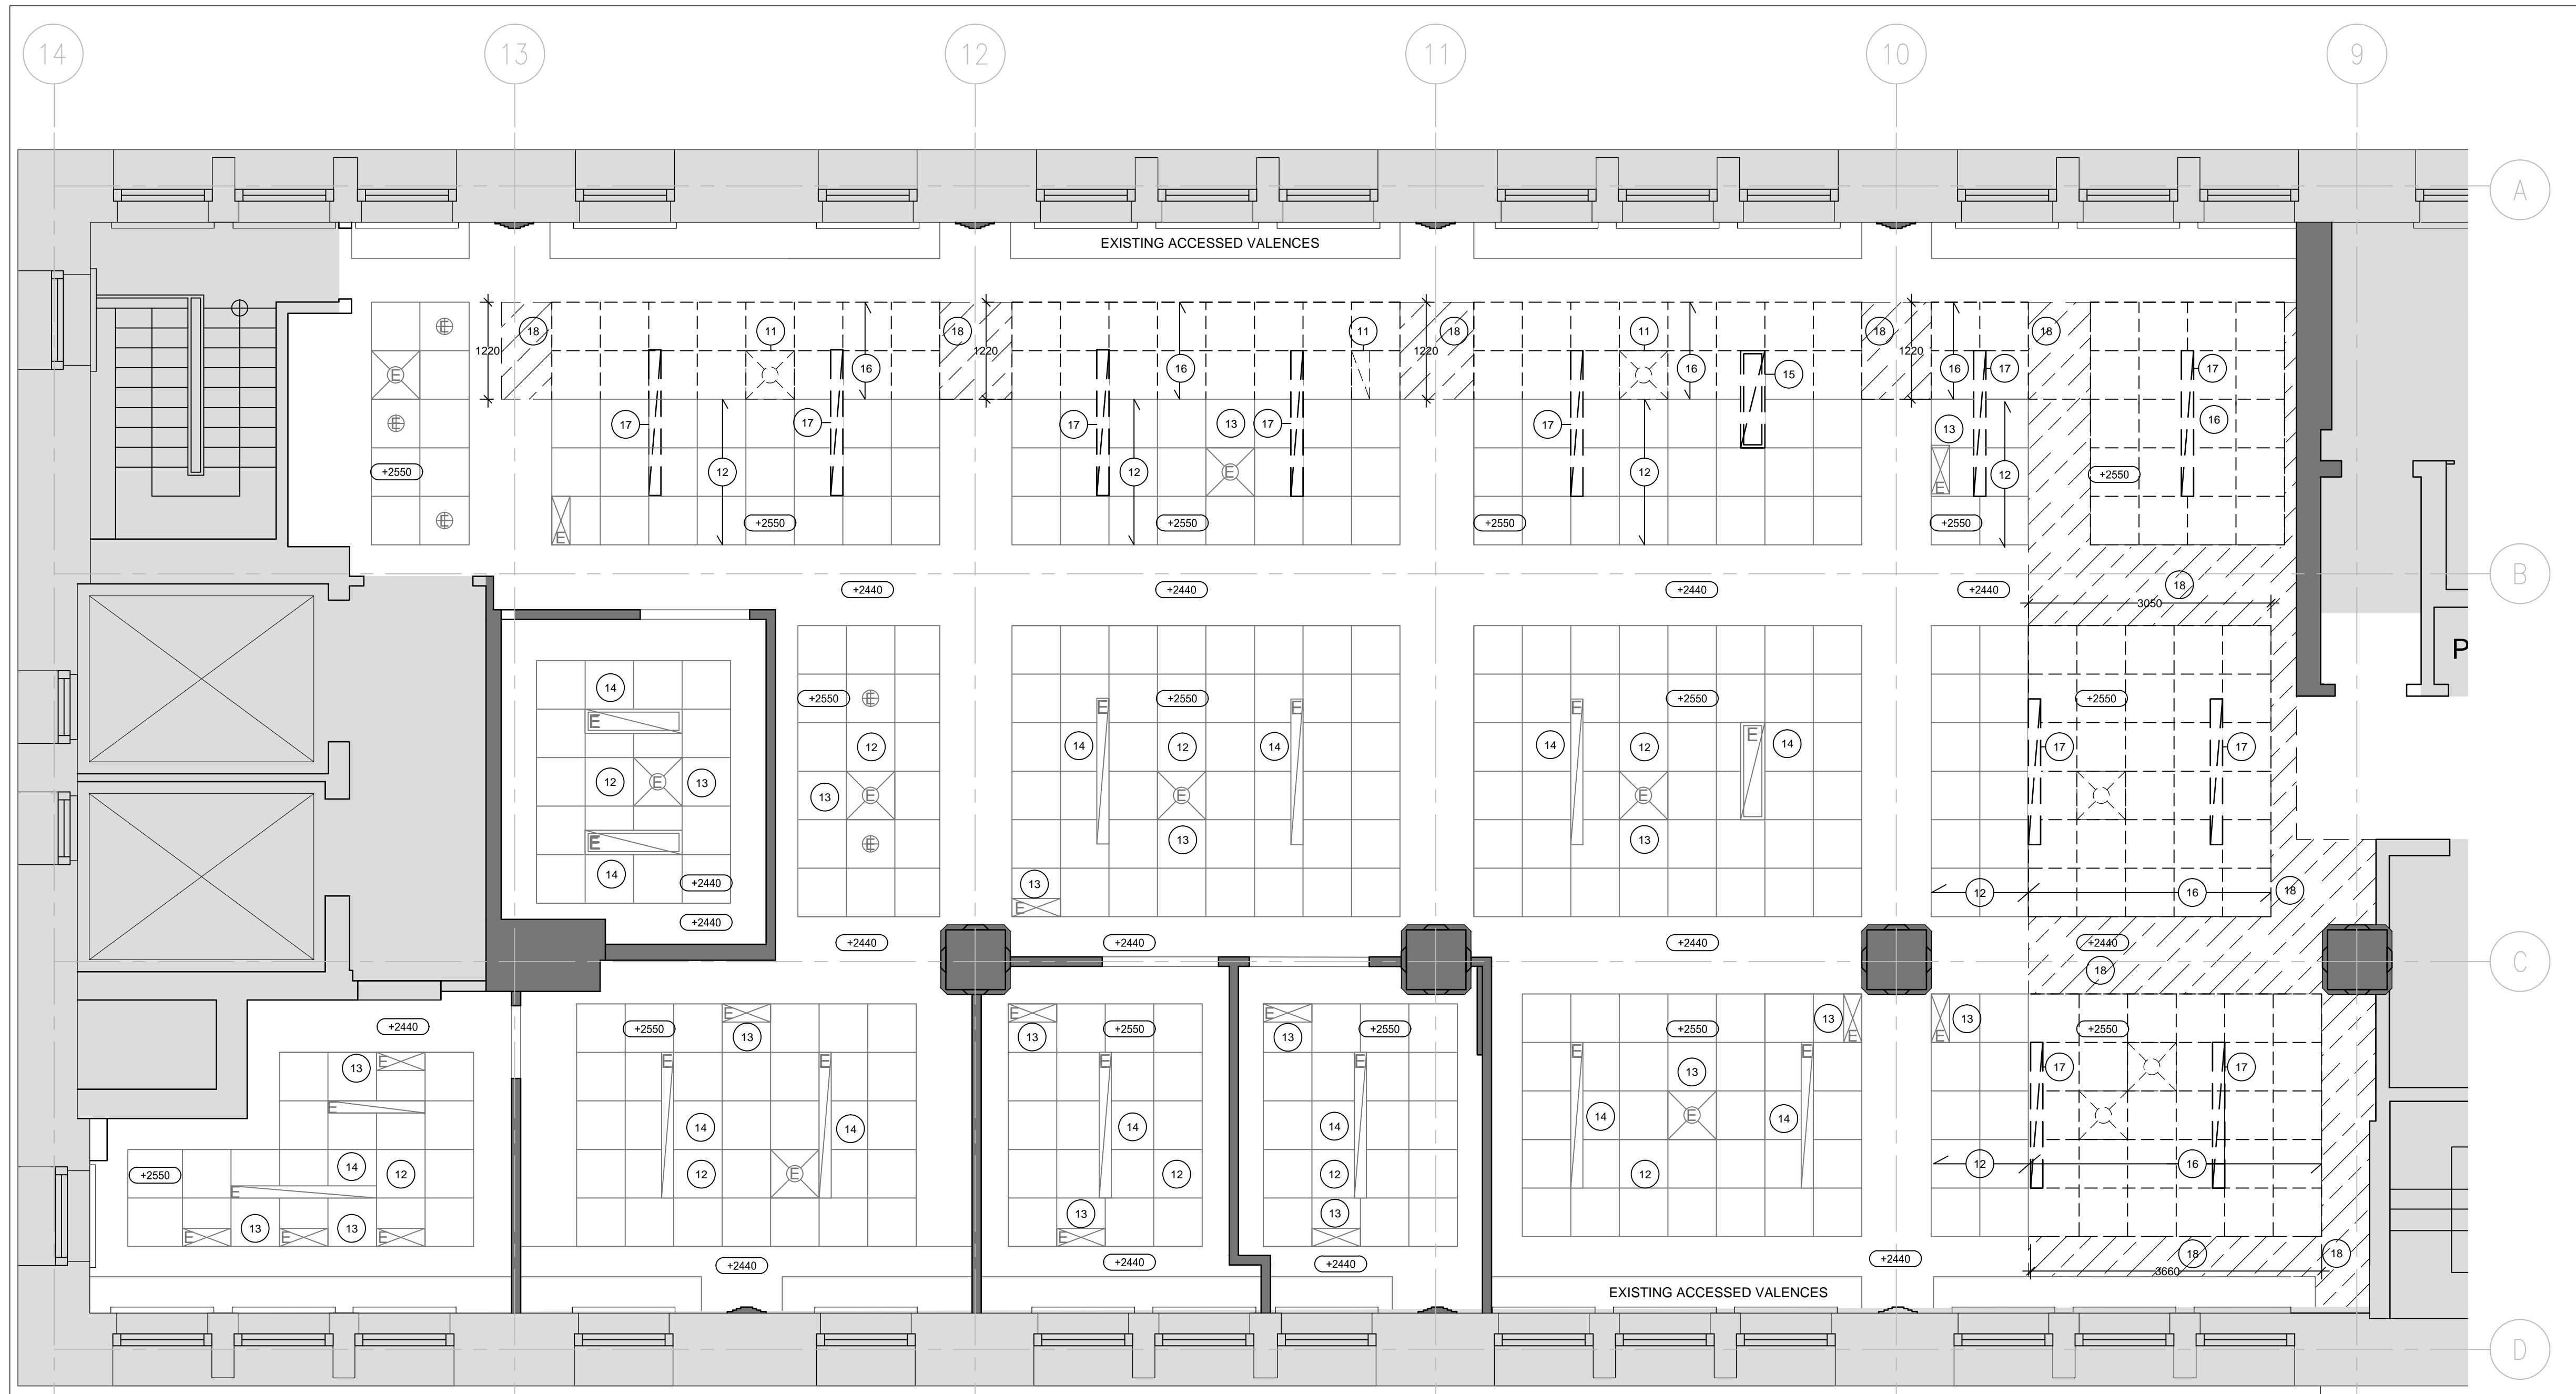 14 13 12 11 10 9
A
EXISTING ACCESSED VALENCES
E
18 11 18 11 18 11 18 18
1220 1220 1220 1220
E 16 16 16 15 16 17 17
E 17 17 17 13 17 17 13 16
+2550 12 12 E 12 E 12 +2550
E E +2550 +2550 +2550 +2550
B
+2440 +2440 +2440 +2440 18
3050
P
14 +2550 E E +2550 E E +2550 +2550
E E
14 12 14 14 12 14 17 17
12 E 13 13 E E E
E E 13 13
14 +2440 13 12 16 18
E
+2440 +2440 +2440 +2440 +2440
C
18
E E E E E
+2440 +2550 13 13 +2550 13 +2550 +2550 13 13 +2550
13 E E E E E E E 17 17
E 13
14 14 14 14 14 E 14
14 12 12 E 12 12 12 12 16
+2550 E
E 13 E 13 E 13 E 13
+2440 +2440 +2440 +2440 18 18
3660
EXISTING ACCESSED VALENCES
D